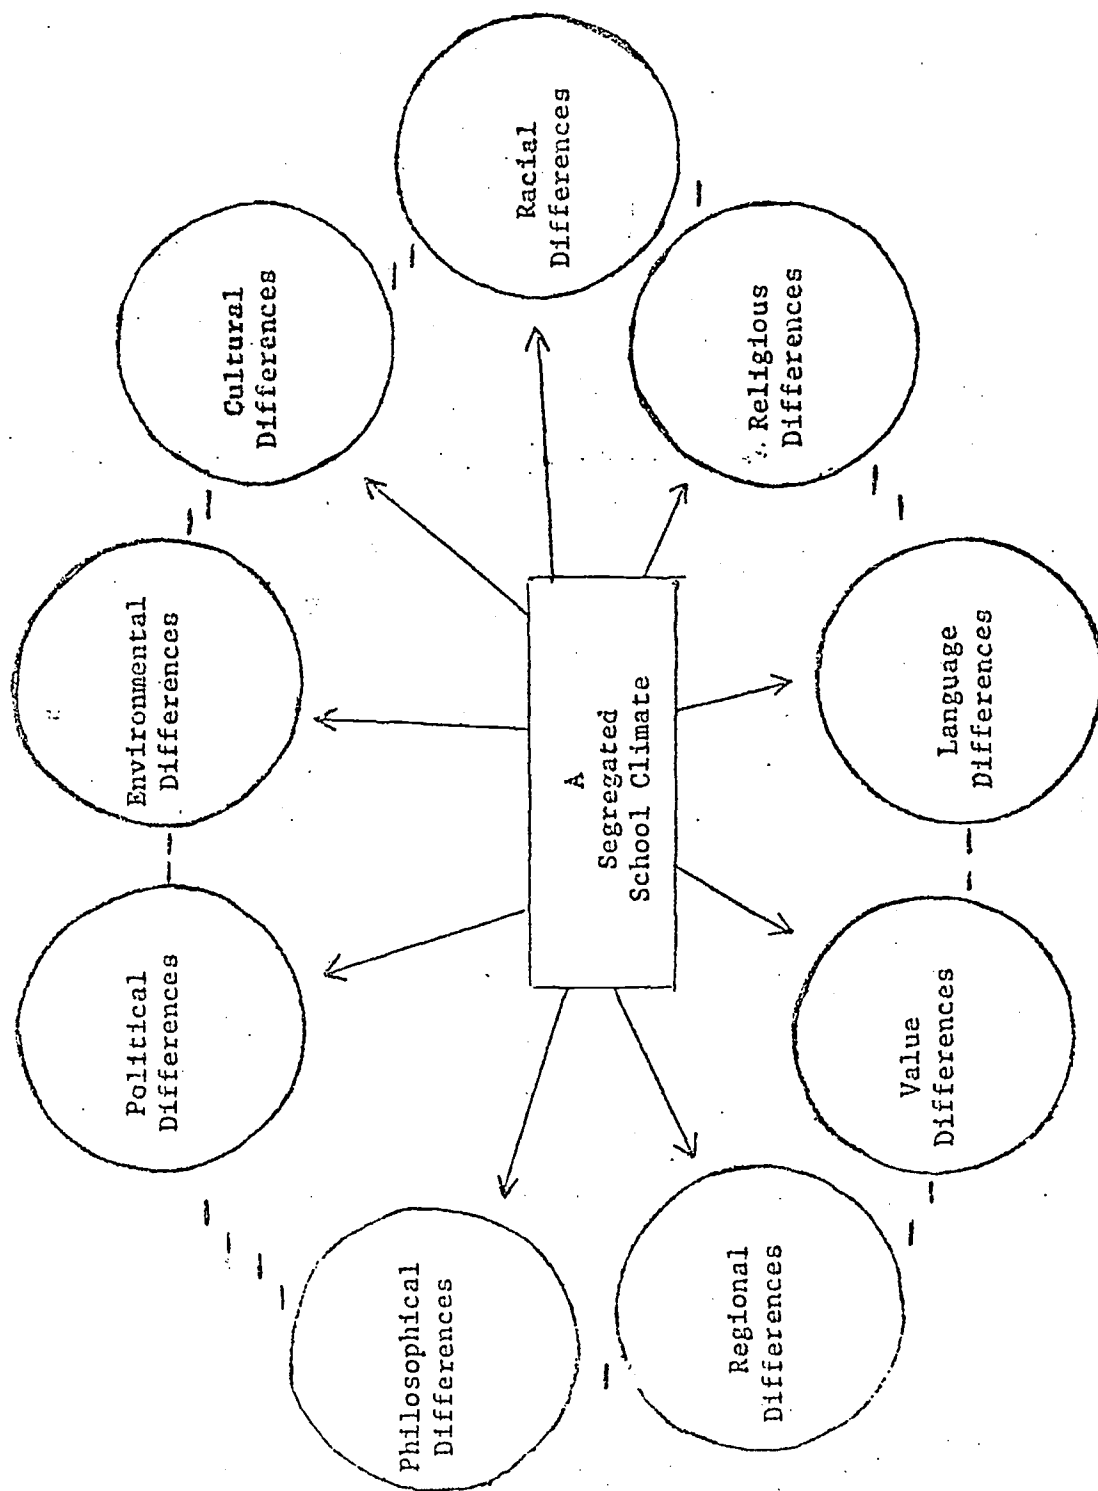 Political
Differences
Environmental
Differences
Cultural
Differences
Philosophical
Differences
A
Segregated
School Climate
Racial
Differences
Regional
Differences
Religious
Differences
Value
Differences
Language
Differences